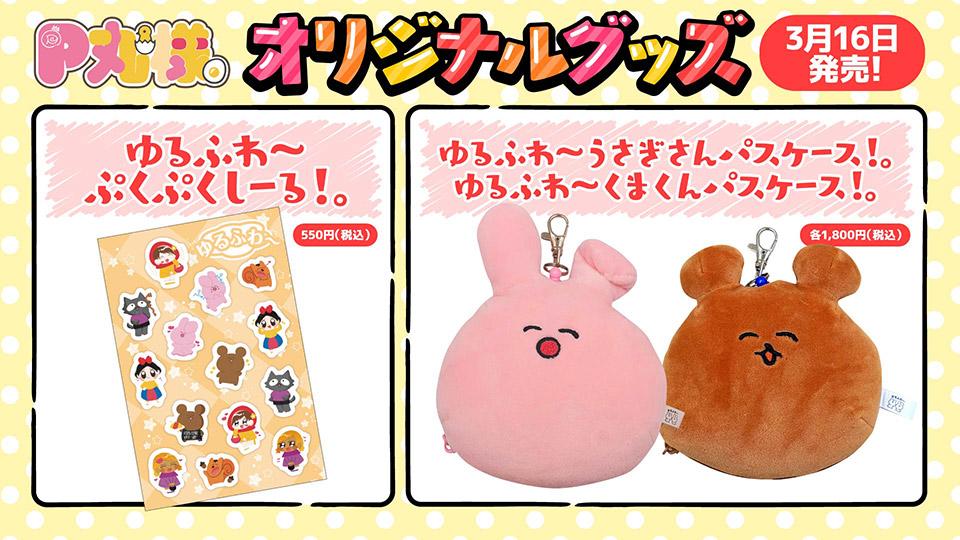 P丸様。
オリジナルグッズ
3月16日
発売!
ゆるふわ〜
ぷくぷくしーる!。
550円(税込)
ゆるふわ〜
ゆるふわ〜うさぎさんパスケース!。
ゆるふわ〜くまくんパスケース!。
各1,800円(税込)